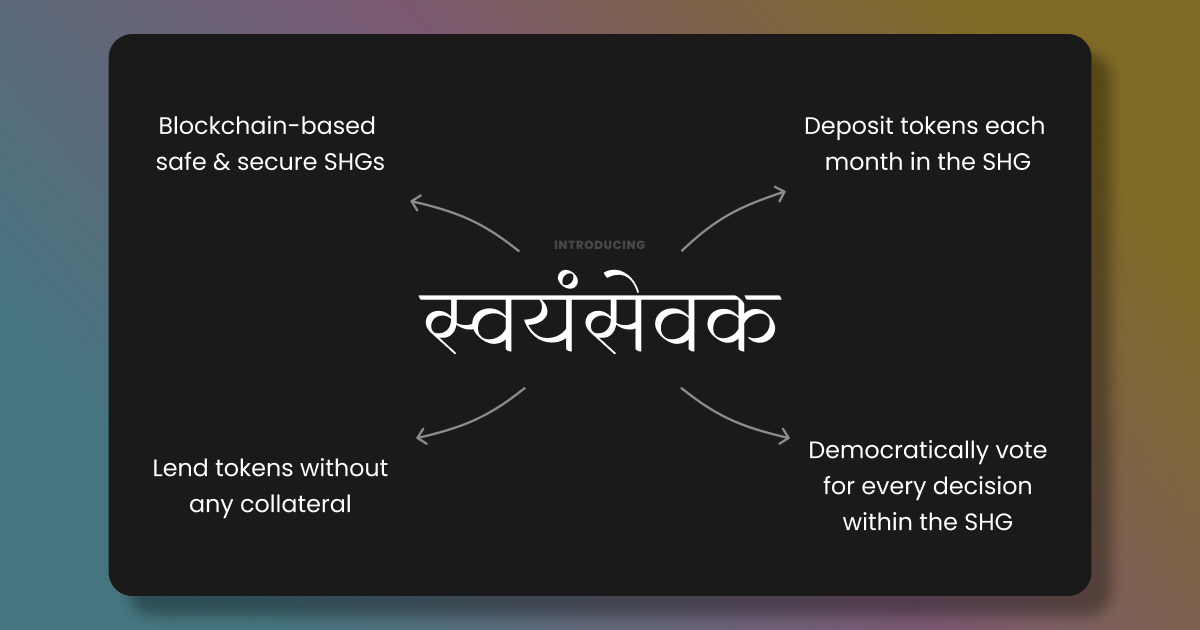 Blockchain-based
safe & secure SHGs
Deposit tokens each
month in the SHG
INTRODUCING
स्वयंसेवक
Lend tokens without
any collateral
Democratically vote
for every decision
within the SHG